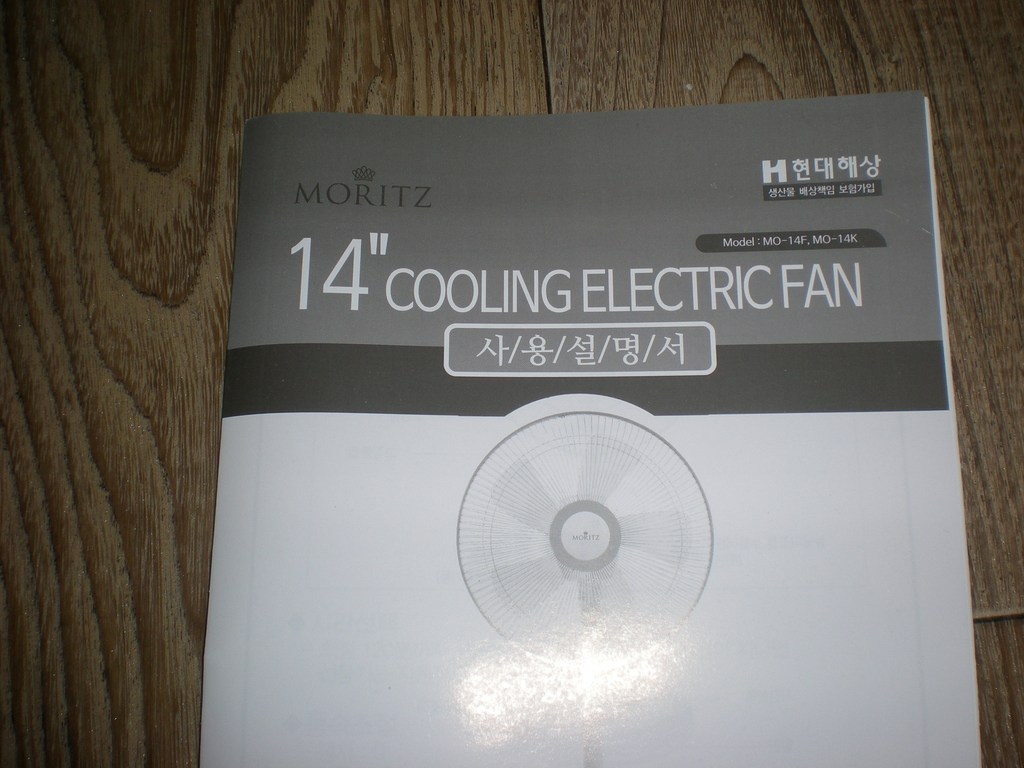 MORITZ
H 현대해상
생산물 배상책임 보험가입
Model : MO-14F, MO-14K
14" COOLING ELECTRIC FAN
사/용/설/명/서
MORITZ